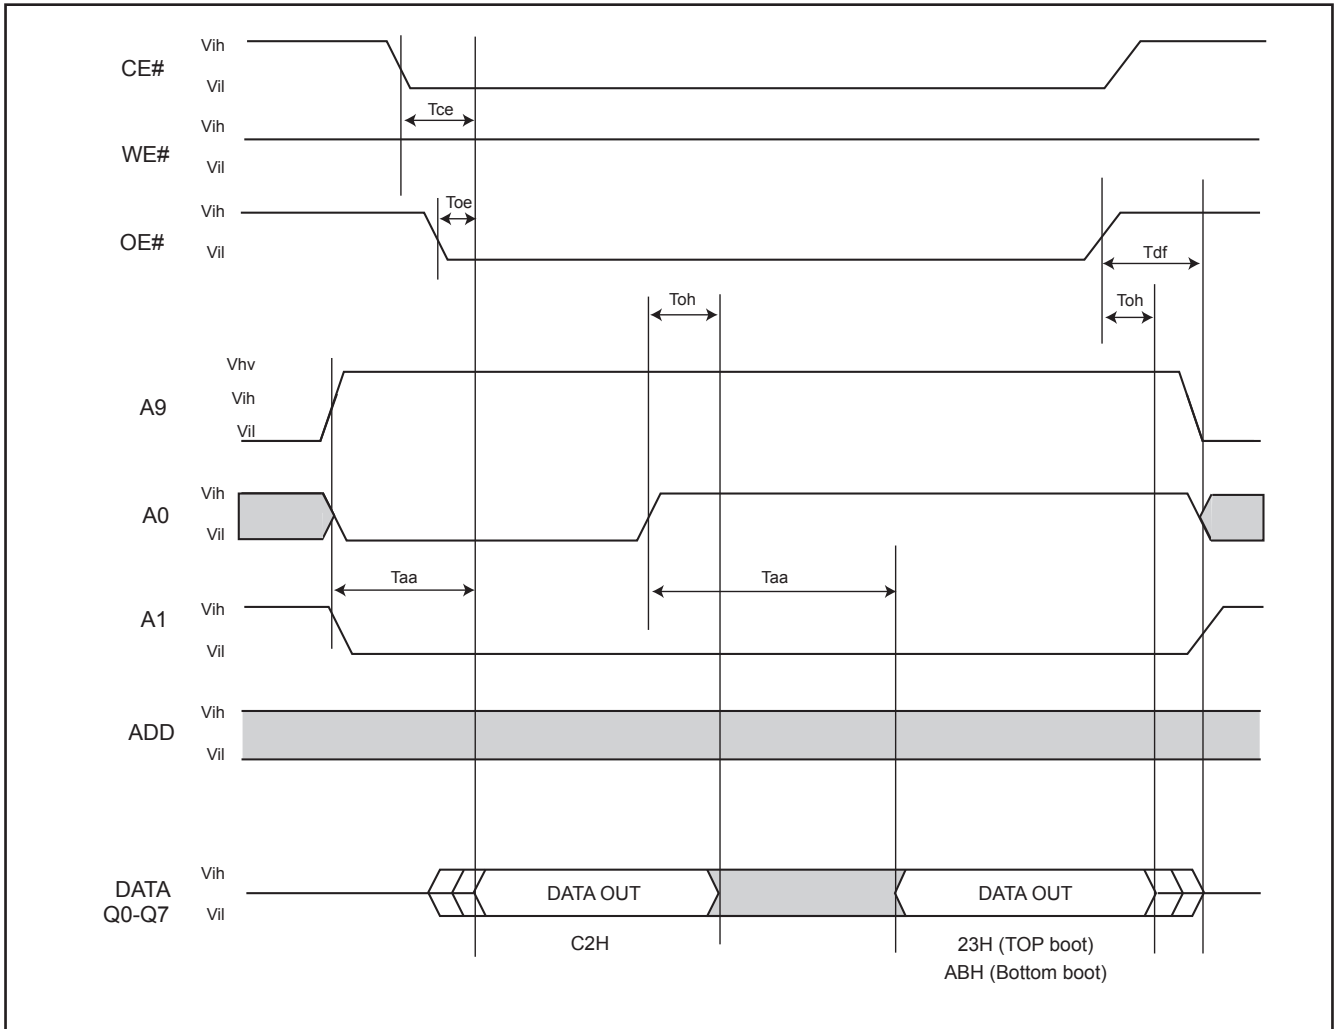 Vih
CE#
Vil
Tce
Vih
WE#
Vil
Vih
Toe
OE#
Vil
Tdf
Toh
Toh
Vhv
Vih
A9
Vil
Vih
A0
Vil
Taa
Taa
Vih
A1
Vil
Vih
ADD
Vil
Vih
DATA
Q0-Q7
Vil
DATA OUT
DATA OUT
C2H
23H (TOP boot)
ABH (Bottom boot)